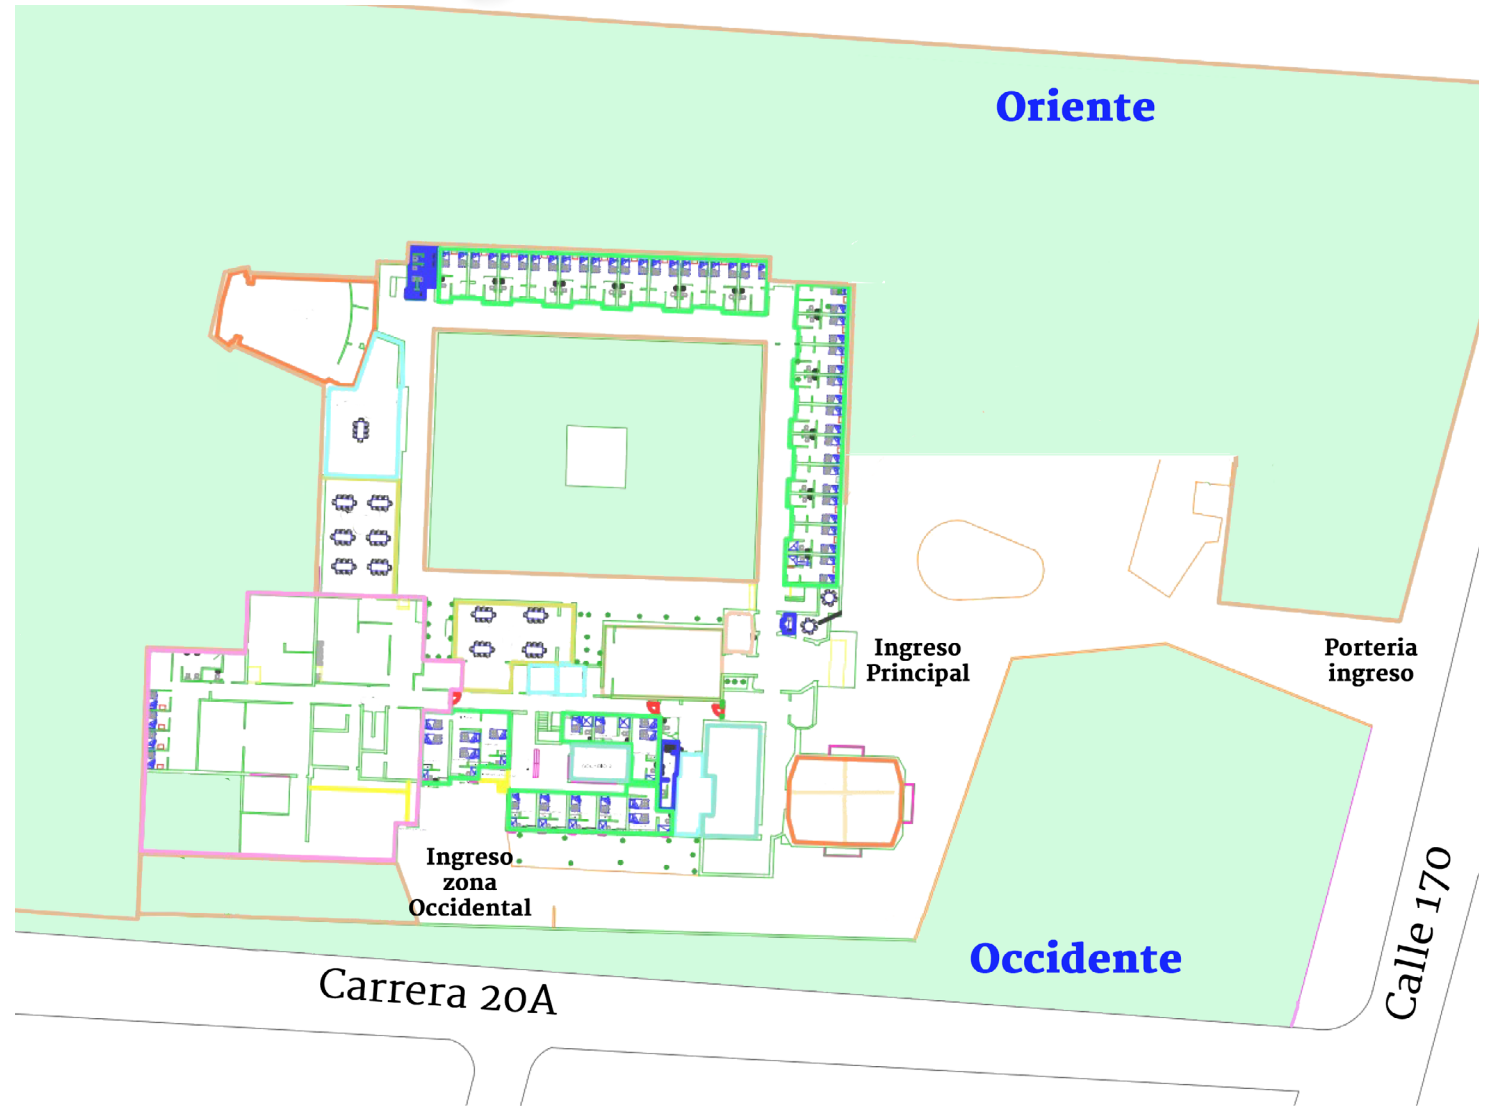 Oriente
Ingreso
Principal
Porteria
ingreso
Ingreso
zona
Occidental
Occidente
Carrera 20A
Calle 170